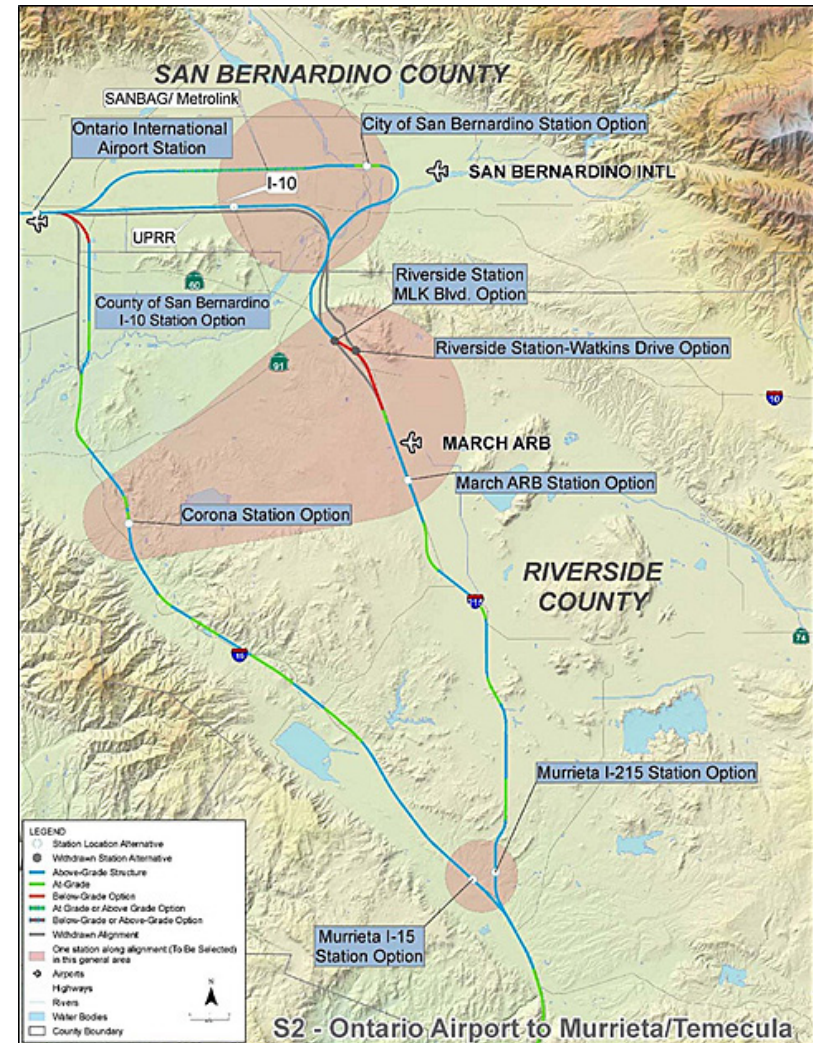 SAN BERNARDINO COUNTY
SANBAG/ Metrolink
Ontario International
Airport Station
City of San Bernardino Station Option
SAN BERNARDINO INTL
I-10
UPRR
Riverside Station
MLK Blvd. Option
60
County of San Bernardino
I-10 Station Option
Riverside Station-Watkins Drive Option
91
10
MARCH ARB
March ARB Station Option
Corona Station Option
RIVERSIDE
COUNTY
215
74
15
Murrieta I-215 Station Option
Murrieta I-15
Station Option
LEGEND
Station Location Alternative
Withdrawn Station Alternative
Above-Grade Structure
At-Grade
Below-Grade Option
At Grade or Above Grade Option
Below-Grade or Above-Grade Option
Withdrawn Alignment
One station along alignment (To Be Selected)
in this general area
Airports
Highways
Rivers
Water Bodies
County Boundary
N
S2 - Ontario Airport to Murrieta/Temecula